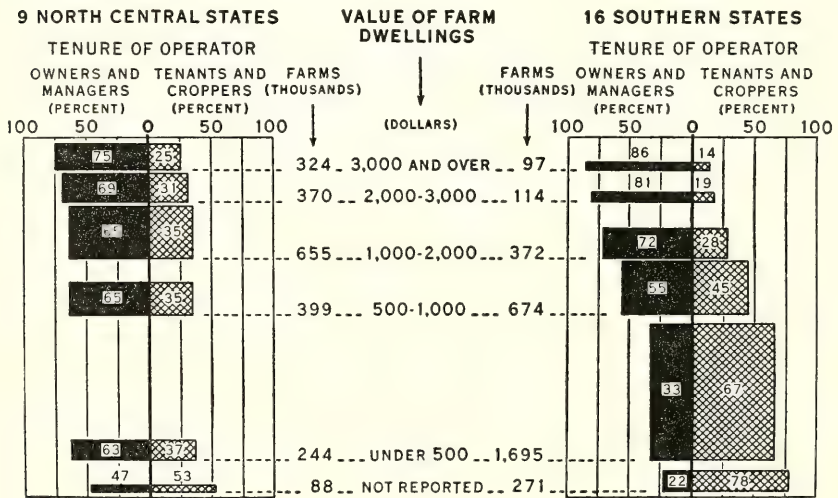 9 NORTH CENTRAL STATES
VALUE OF FARM DWELLINGS
16 SOUTHERN STATES
TENURE OF OPERATOR
TENURE OF OPERATOR
OWNERS AND MANAGERS (PERCENT)
TENANTS AND CROPPERS (PERCENT)
FARMS (THOUSANDS)
(DOLLARS)
FARMS (THOUSANDS)
OWNERS AND MANAGERS (PERCENT)
TENANTS AND CROPPERS (PERCENT)
100 50 0 50 100
100 50 0 50 100
75 25 324 3,000 AND OVER 97 86 14
69 31 370 2,000-3,000 114 81 19
35 655 1,000-2,000 372 72 28
65 35 399 500-1,000 674 55 45
63 37 244 UNDER 500 1,695 33 67
47 53 88 NOT REPORTED 271 22 78